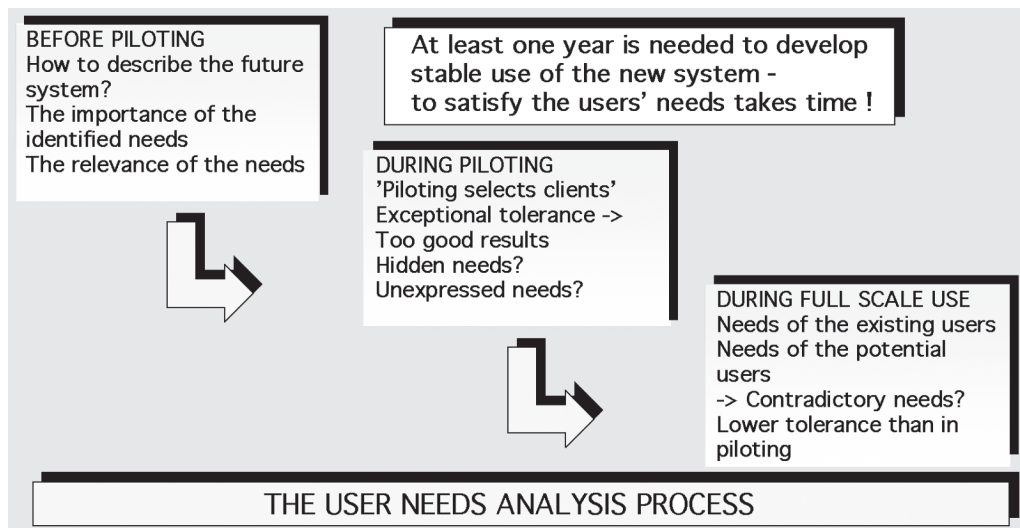 BEFORE PILOTING
How to describe the future
system?
The importance of the
identified needs
The relevance of the needs
At least one year is needed to develop
stable use of the new system -
to satisfy the users’ needs takes time !
DURING PILOTING
’Piloting selects clients’
Exceptional tolerance ->
Too good results
Hidden needs?
Unexpressed needs?
DURING FULL SCALE USE
Needs of the existing users
Needs of the potential
users
-> Contradictory needs?
Lower tolerance than in
piloting
THE USER NEEDS ANALYSIS PROCESS